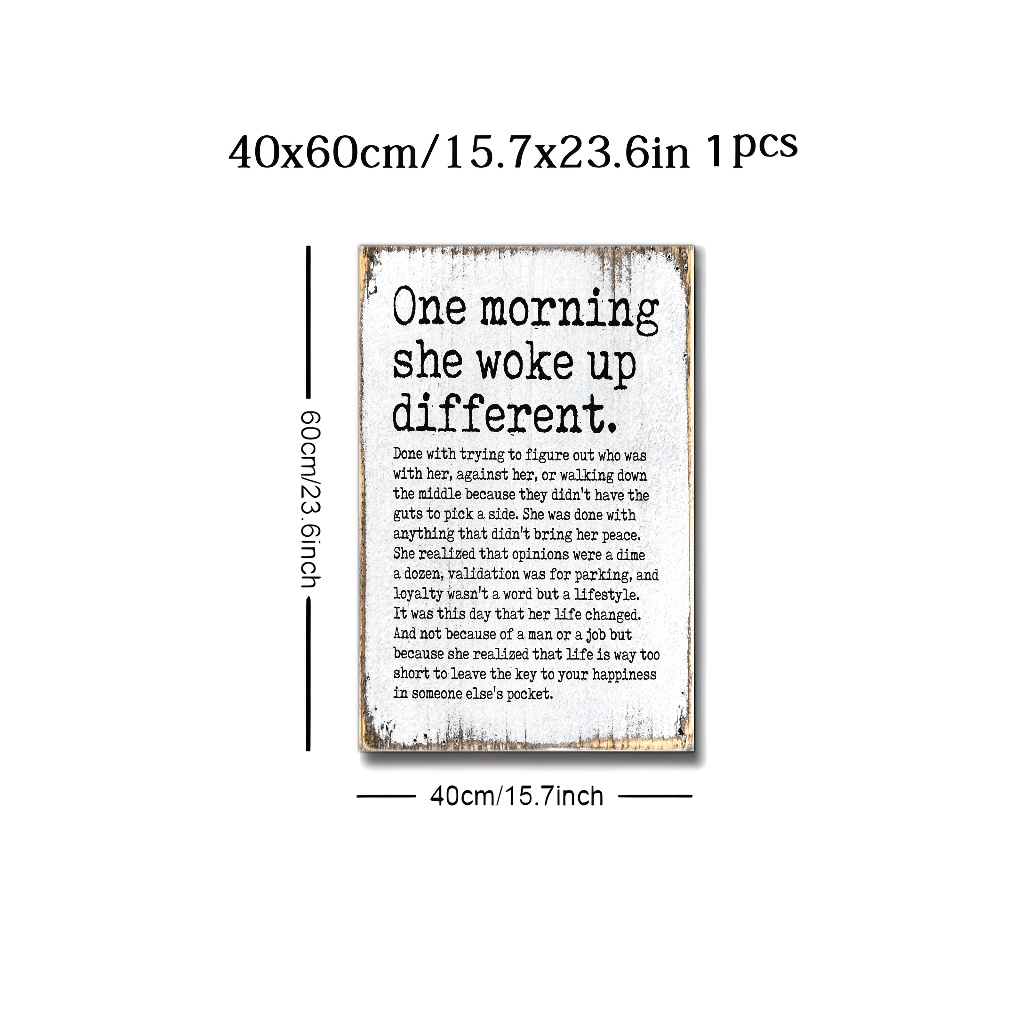 40x60cm/15.7x23.6in 1pcs
60cm/23.6inch
One morning
she woke up
different.
Done with trying to figure out who was
with her, against her, or walking down
the middle because they didn't have the
guts to pick a side. She was done with
anything that didn't bring her peace.
She realized that opinions were a dime
a dozen, validation was for parking, and
loyalty wasn't a word but a lifestyle.
It was this day that her life changed.
And not because of a man or a job but
because she realized that life is way too
short to leave the key to your happiness
in someone else's pocket.
40cm/15.7inch